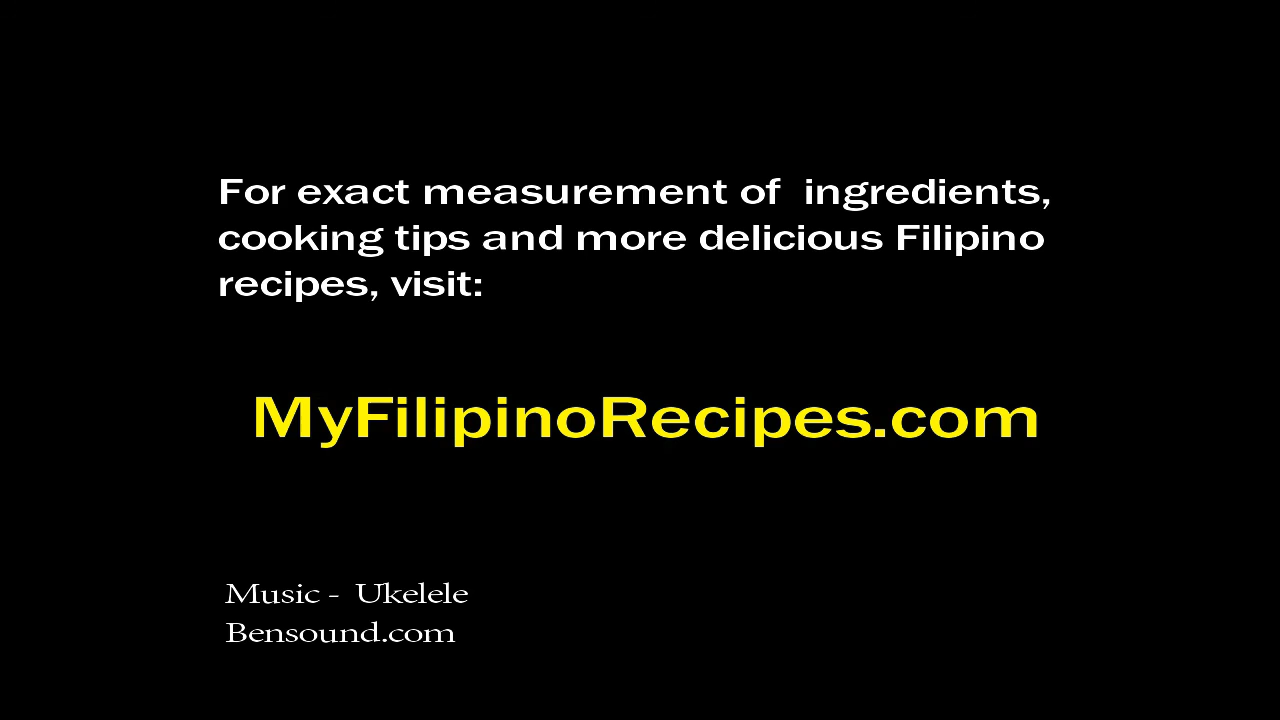 For exact measurement of  ingredients,
cooking tips and more delicious Filipino
recipes, visit:
MyFilipinoRecipes.com
Music -  Ukelele
Bensound.com